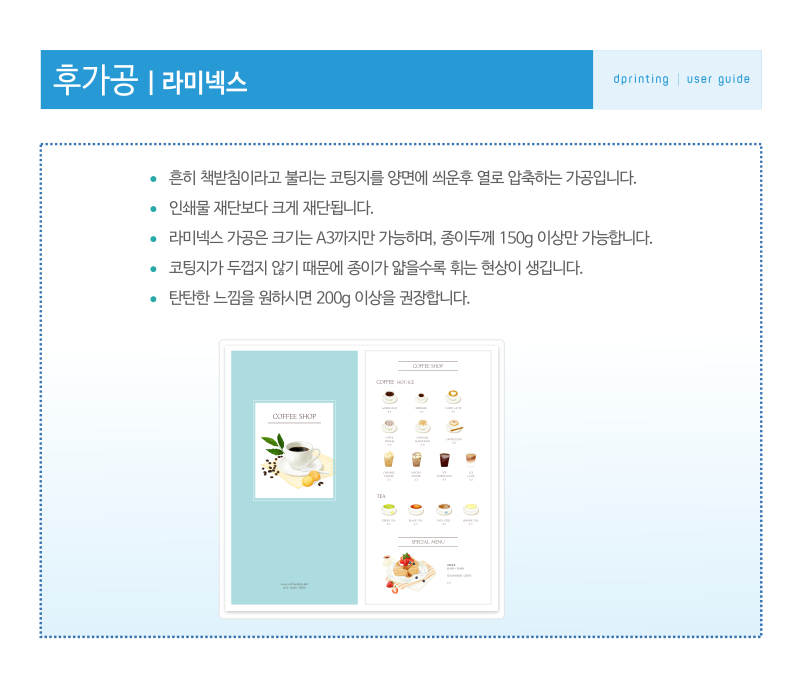 후가공 | 라미넥스
dprinting | user guide
• 흔히 책받침이라고 불리는 코팅지를 양면에 씌운후 열로 압축하는 가공입니다.
• 인쇄물 재단보다 크게 재단됩니다.
• 라미넥스 가공은 크기는 A3까지만 가능하며, 종이두께 150g 이상만 가능합니다.
• 코팅지가 두껍지 않기 때문에 종이가 얇을수록 휘는 현상이 생깁니다.
• 탄탄한 느낌을 원하시면 200g 이상을 권장합니다.
COFFEE SHOP
COFFEE SHOP
COFFEE HOT/ICE
TEA
SPECIAL MENU